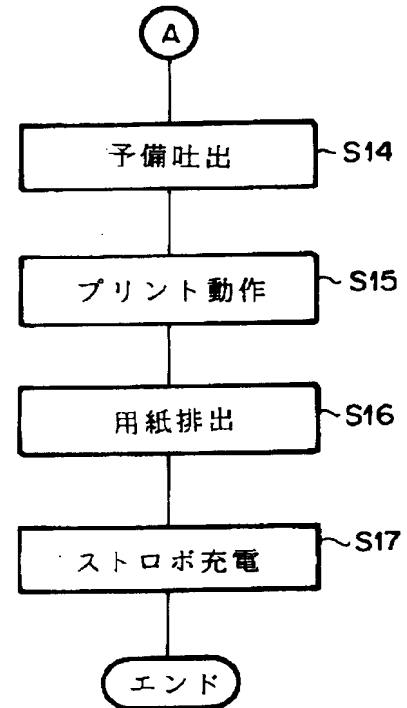 A
予備吐出
S14
プリント動作
S15
用紙排出
S16
ストロボ充電
S17
エンド